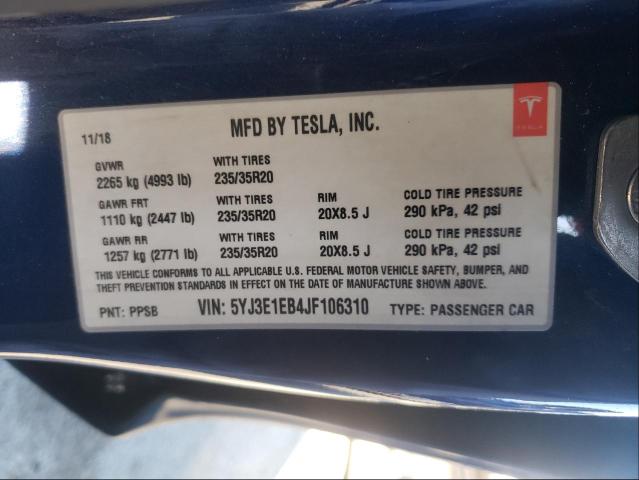 11/18 MFD BY TESLA, INC.
TESLA
GVWR WITH TIRES
2265 kg (4993 lb) 235/35R20
GAWR FRT WITH TIRES RIM COLD TIRE PRESSURE
1110 kg (2447 lb) 235/35R20 20X8.5 J 290 kPa, 42 psi
GAWR RR WITH TIRES RIM COLD TIRE PRESSURE
1257 kg (2771 lb) 235/35R20 20X8.5 J 290 kPa, 42 psi
THIS VEHICLE CONFORMS TO ALL APPLICABLE U.S. FEDERAL MOTOR VEHICLE SAFETY, BUMPER, AND
THEFT PREVENTION STANDARDS IN EFFECT ON THE DATE OF MANUFACTURE SHOWN ABOVE.
PNT: PPSB VIN: 5YJ3E1EB4JF106310 TYPE: PASSENGER CAR